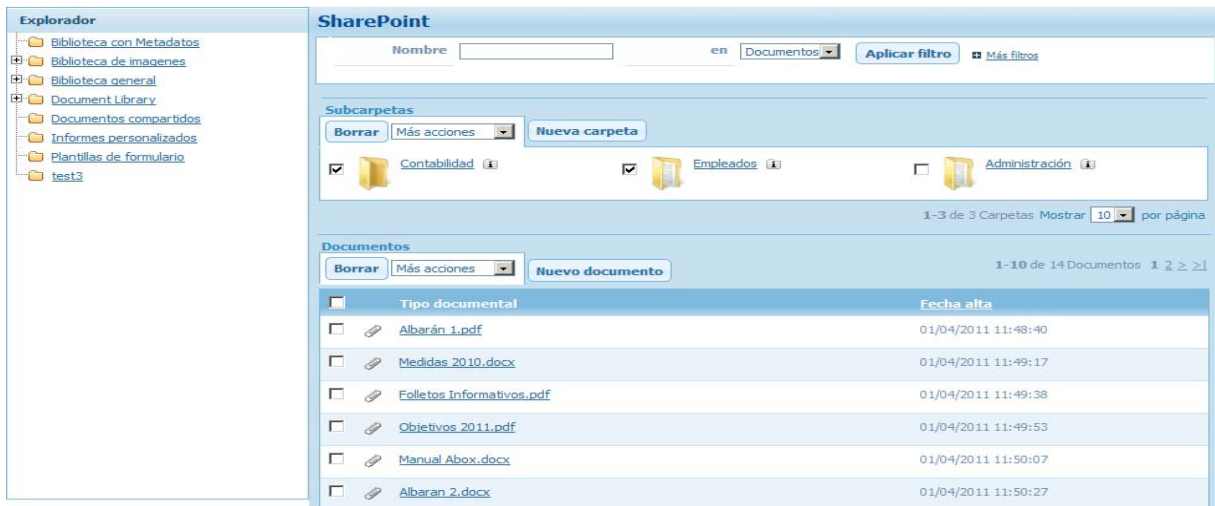 Explorador
Biblioteca con Metadatos
Biblioteca de imagenes
Biblioteca general
Document Library
Documentos compartidos
Informes personalizados
Plantillas de formulario
test3
SharePoint
Nombre en Documentos Aplicar filtro Más filtros
Subcarpetas
Borrar Más acciones Nueva carpeta
Contabilidad Empleados Administración
1-3 de 3 Carpetas Mostrar 10 por página
Documentos
Borrar Más acciones Nuevo documento 1-10 de 14 Documentos 1 2 > >|
Tipo documental Fecha alta
Albarán 1.pdf 01/04/2011 11:48:40
Medidas 2010.docx 01/04/2011 11:49:17
Folletos Informativos.pdf 01/04/2011 11:49:38
Objetivos 2011.pdf 01/04/2011 11:49:53
Manual Abox.docx 01/04/2011 11:50:07
Albaran 2.docx 01/04/2011 11:50:27